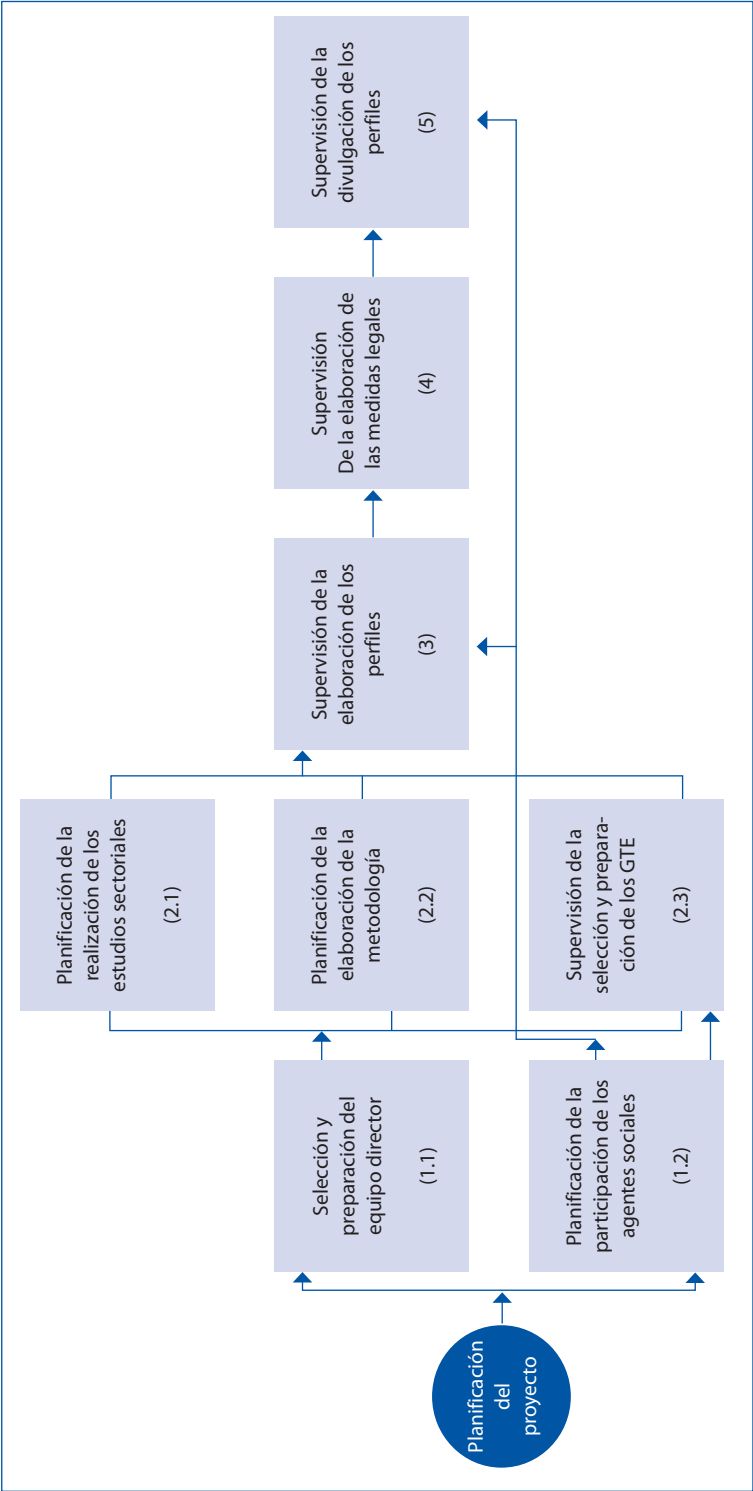 Planificación
del
proyecto
Selección y
preparación del
equipo director
(1.1)
Planificación de la
participación de los
agentes sociales
(1.2)
Planificación de la
realización de los
estudios sectoriales
(2.1)
Planificación de la
elaboración de la
metodología
(2.2)
Supervisión de la
selección y prepara-
ción de los GTE
(2.3)
Supervisión de la
elaboración de los
perfiles
(3)
Supervisión
De la elaboración de
las medidas legales
(4)
Supervisión de la
divulgación de los
perfiles
(5)